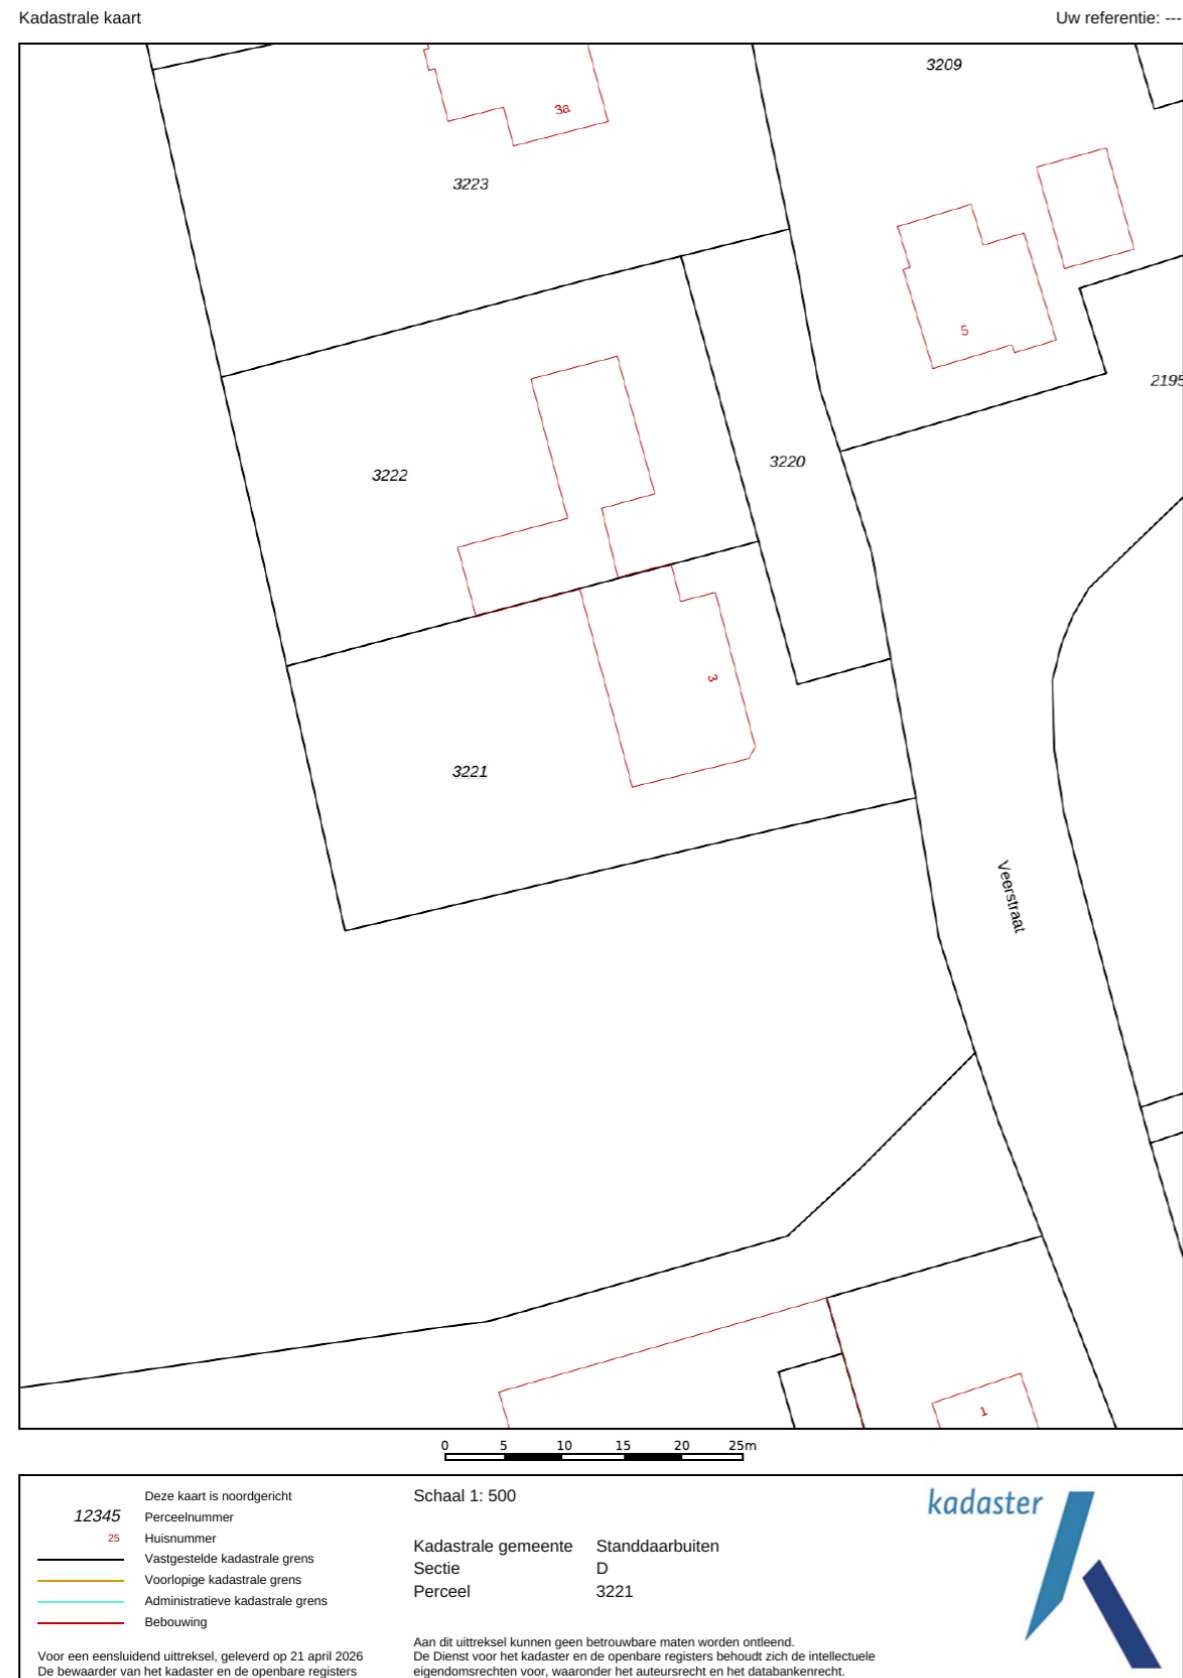 Kadastrale kaart
Uw referentie: ---
3209
3a
3223
5
2195
3222
3220
3
3221
Veerstraat
1
0 5 10 15 20 25m
Deze kaart is noordgericht
12345 Perceelnummer
25 Huisnummer
Vastgestelde kadastrale grens
Voorlopige kadastrale grens
Administratieve kadastrale grens
Bebouwing
Voor een eensluidend uittreksel, geleverd op 21 april 2026
De bewaarder van het kadaster en de openbare registers
Schaal 1: 500
Kadastrale gemeente Standdaarbuiten
Sectie D
Perceel 3221
Aan dit uittreksel kunnen geen betrouwbare maten worden ontleend.
De Dienst voor het kadaster en de openbare registers behoudt zich de intellectuele
eigendomsrechten voor, waaronder het auteursrecht en het databankenrecht.
kadaster